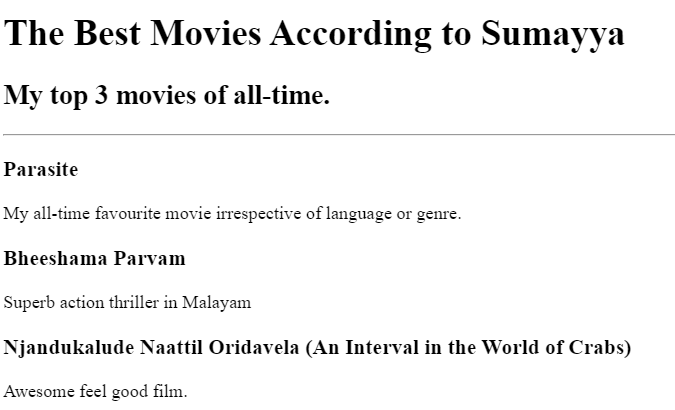 The Best Movies According to Sumayya
My top 3 movies of all-time.
Parasite
My all-time favourite movie irrespective of language or genre.
Bheeshama Parvam
Superb action thriller in Malayam
Njandukalude Naattil Oridavela (An Interval in the World of Crabs)
Awesome feel good film.